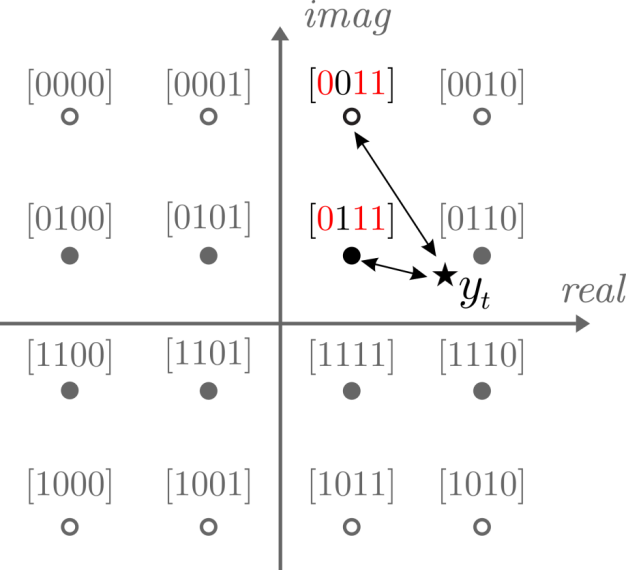 imag
[0000] [0001] [0011] [0010]
[0100] [0101] [0111] [0110]
y_t
real
[1100] [1101] [1111] [1110]
[1000] [1001] [1011] [1010]